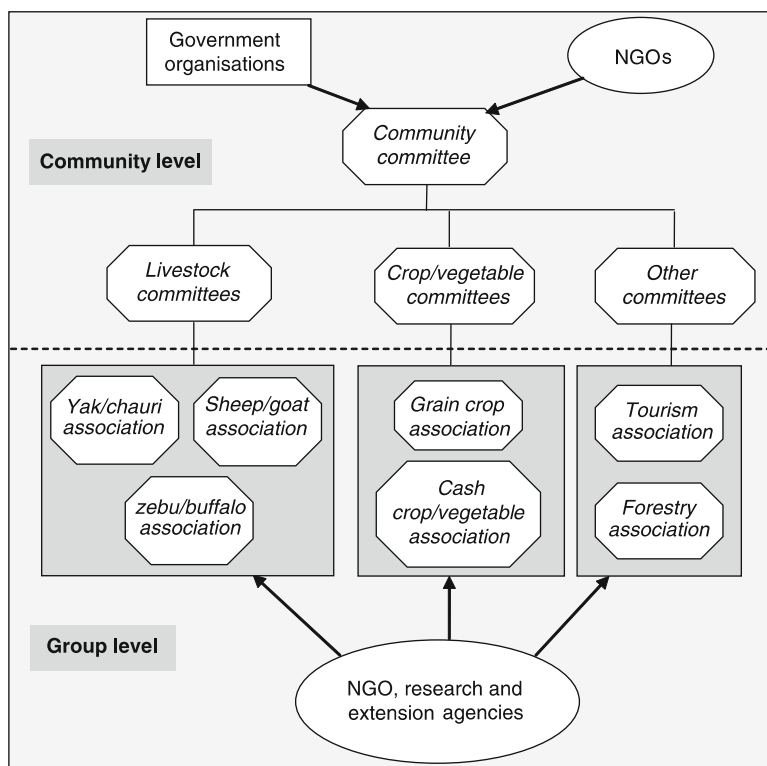 Government
organisations
NGOs
Community
committee
Community level
Livestock
committees
Crop/vegetable
committees
Other
committees
Yak/chauri
association
Sheep/goat
association
zebu/buffalo
association
Grain crop
association
Cash
crop/vegetable
association
Tourism
association
Forestry
association
Group level
NGO, research and
extension agencies